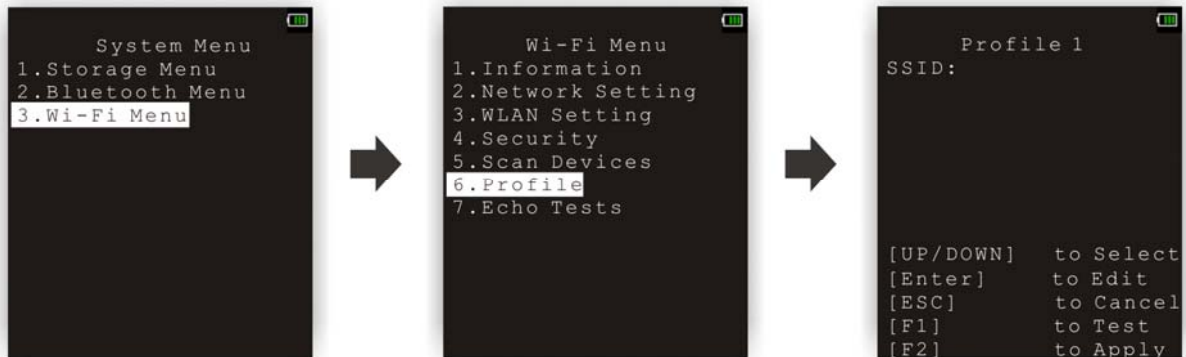 System Menu
1.Storage Menu
2.Bluetooth Menu
3.Wi-Fi Menu
Wi-Fi Menu
1.Information
2.Network Setting
3.WLAN Setting
4.Security
5.Scan Devices
6.Profile
7.Echo Tests
Profile 1
SSID:
[UP/DOWN] to Select
[Enter] to Edit
[ESC] to Cancel
[F1] to Test
[F2] to Apply